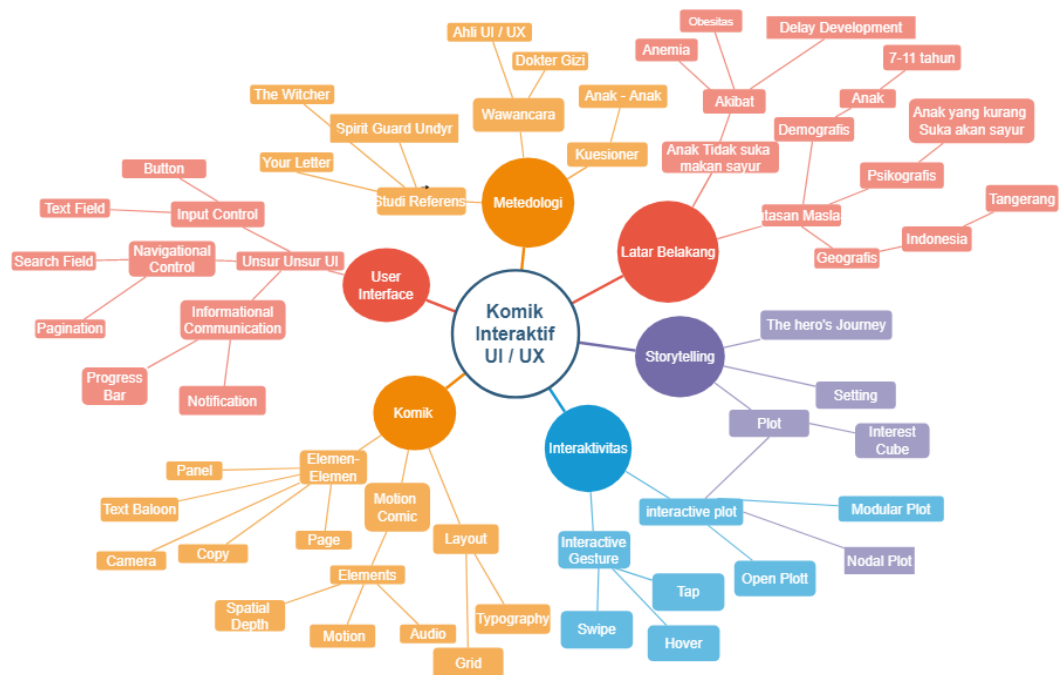 Komik
Interaktif
UI / UX
Metedologi
Wawancara
Ahli UI / UX
Dokter Gizi
Kuesioner
Anak - Anak
Studi Referens
The Witcher
Spirit Guard Undyr
Your Letter
Latar Belakang
Anak Tidak suka
makan sayur
Akibat
Anemia
Obesitas
Delay Development
tasan Masla
Demografis
Anak
7-11 tahun
Psikografis
Anak yang kurang
Suka akan sayur
Geografis
Indonesia
Tangerang
Storytelling
The hero's Journey
Setting
Plot
Interest
Cube
Interaktivitas
interactive plot
Modular Plot
Nodal Plot
Open Plott
Interactive
Gesture
Tap
Hover
Swipe
Komik
Elemen-
Elemen
Panel
Text Baloon
Camera
Copy
Page
Motion
Comic
Elements
Spatial
Depth
Motion
Audio
Layout
Typography
Grid
User
Interface
Unsur Unsur UI
Input Control
Button
Text Field
Navigational
Control
Search Field
Pagination
Informational
Communication
Progress
Bar
Notification